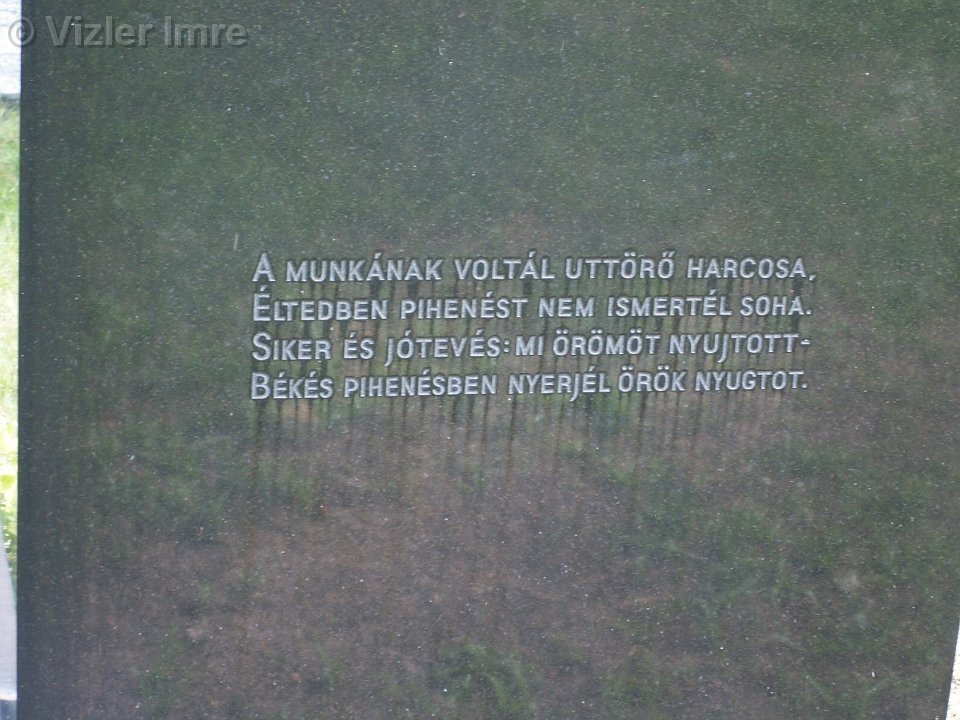 © Vizler Imre
A MUNKÁNAK VOLTÁL UTTÖRŐ HARCOSA,
ÉLTEDBEN PIHENÉST NEM ISMERTÉL SOHA.
SIKER ÉS JÓTEVÉS: MI ÖRÖMÖT NYUJTOTT-
BÉKÉS PIHENÉSBEN NYERJÉL ÖRÖK NYUGTOT.